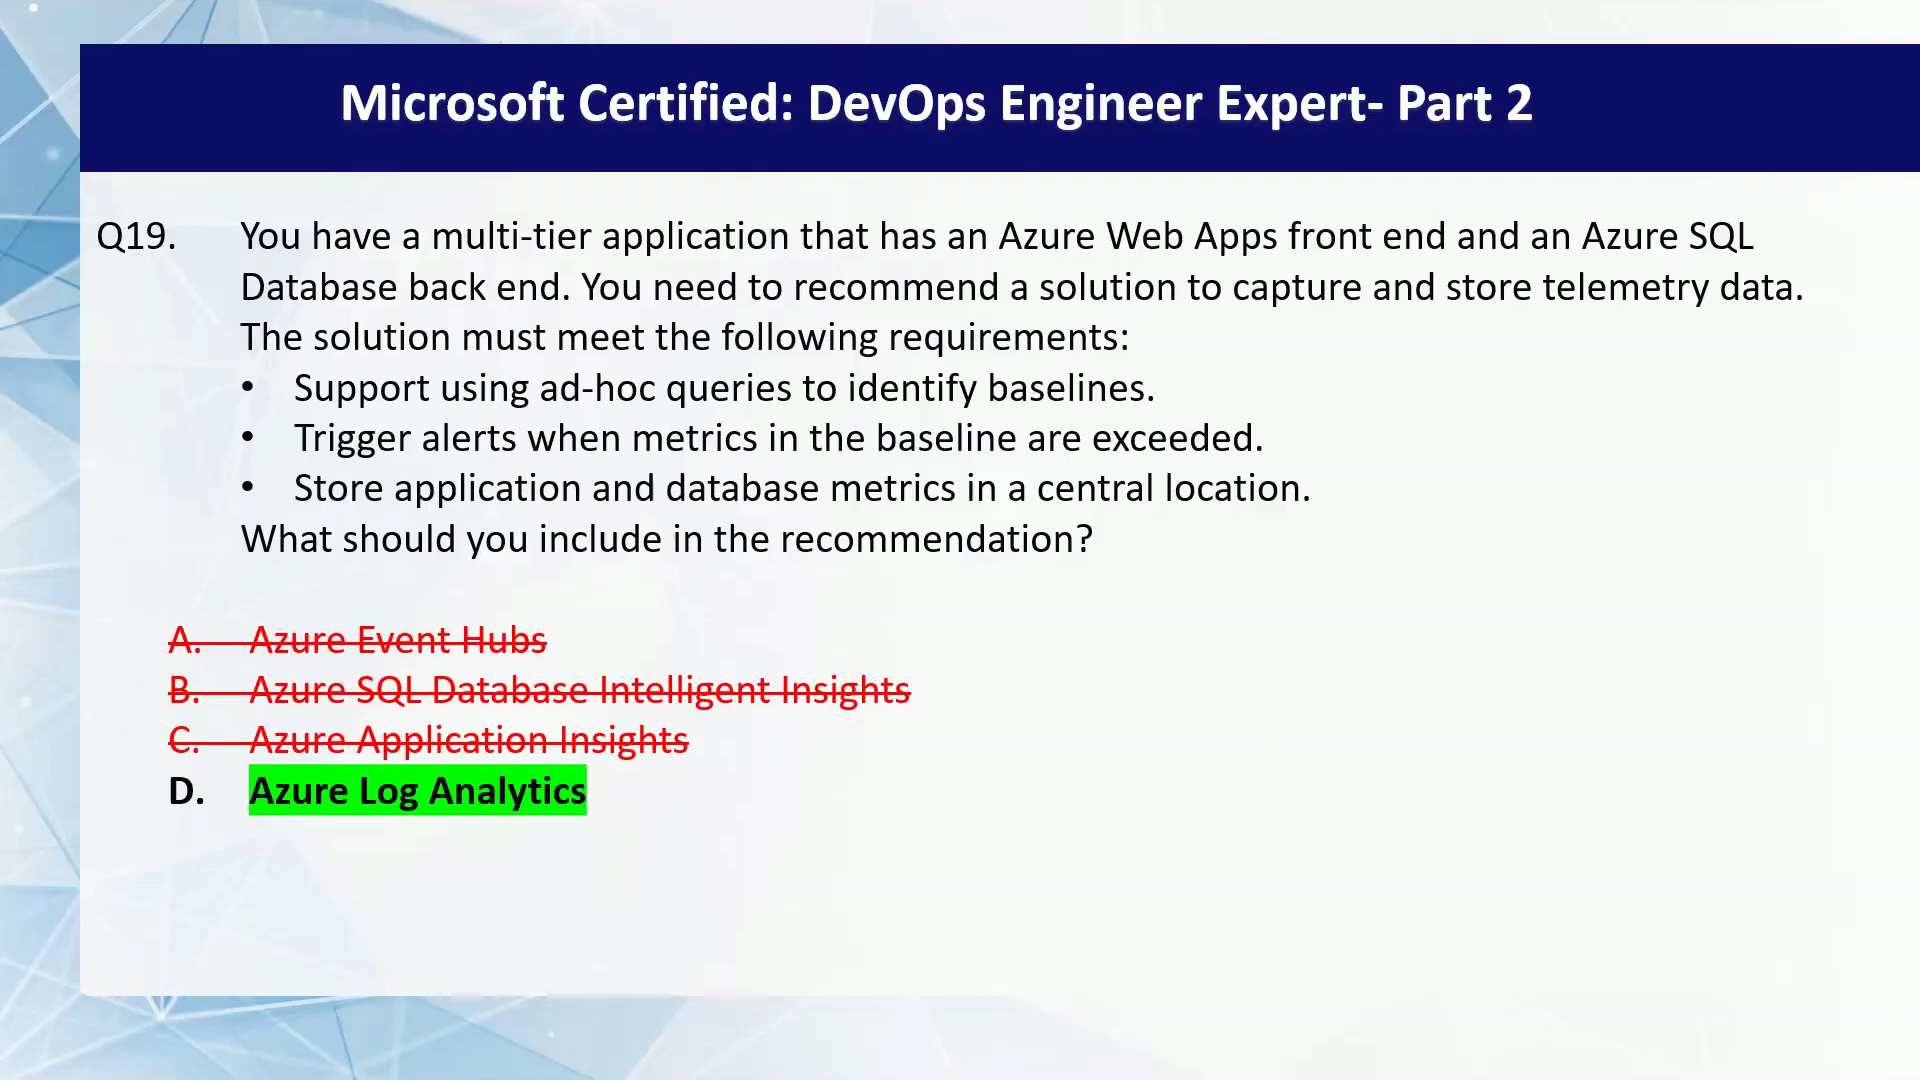 Microsoft Certified: DevOps Engineer Expert- Part 2
Q19. You have a multi-tier application that has an Azure Web Apps front end and an Azure SQL
Database back end. You need to recommend a solution to capture and store telemetry data.
The solution must meet the following requirements:
• Support using ad-hoc queries to identify baselines.
• Trigger alerts when metrics in the baseline are exceeded.
• Store application and database metrics in a central location.
What should you include in the recommendation?
A. Azure Event Hubs
B. Azure SQL Database Intelligent Insights
C. Azure Application Insights
D. Azure Log Analytics